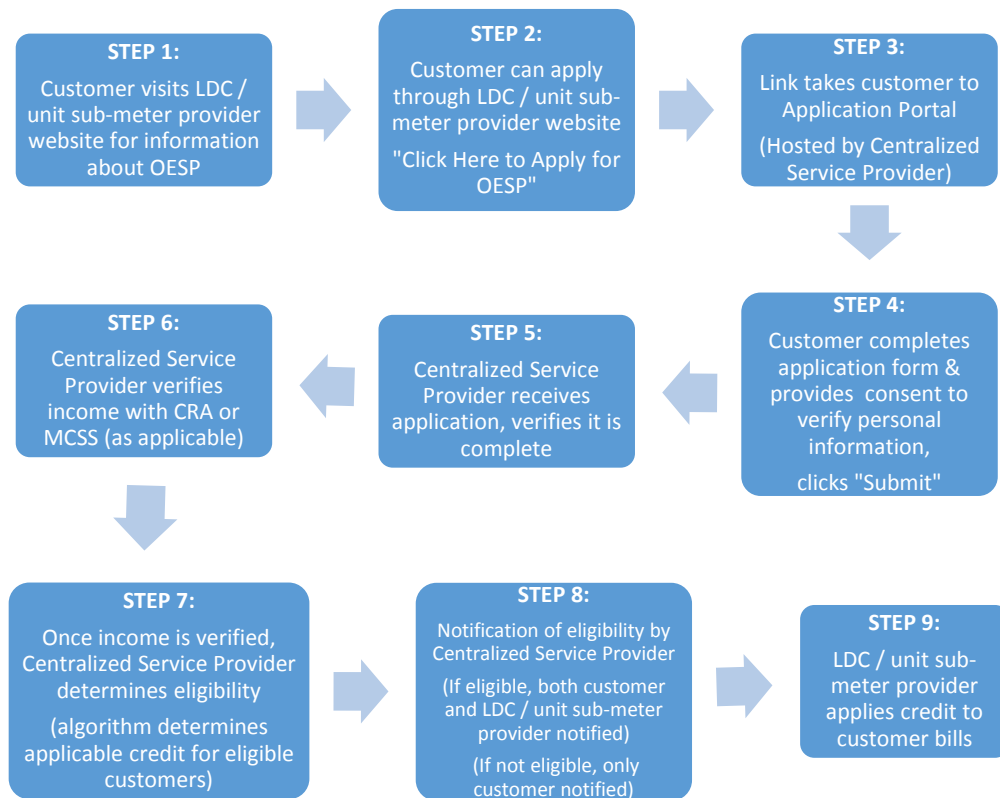 STEP 1:
Customer visits LDC /
unit sub-meter provider
website for information
about OESP
STEP 2:
Customer can apply
through LDC / unit sub-
meter provider website
"Click Here to Apply for
OESP"
STEP 3:
Link takes customer to
Application Portal
(Hosted by Centralized
Service Provider)
STEP 4:
Customer completes
application form &
provides consent to
verify personal
information,
clicks "Submit"
STEP 5:
Centralized Service
Provider receives
application, verifies it is
complete
STEP 6:
Centralized Service
Provider verifies
income with CRA or
MCSS (as applicable)
STEP 7:
Once income is verified,
Centralized Service Provider
determines eligibility
(algorithm determines
applicable credit for eligible
customers)
STEP 8:
Notification of eligibility by
Centralized Service Provider
(If eligible, both customer
and LDC / unit sub-meter
provider notified)
(If not eligible, only
customer notified)
STEP 9:
LDC / unit sub-
meter provider
applies credit to
customer bills